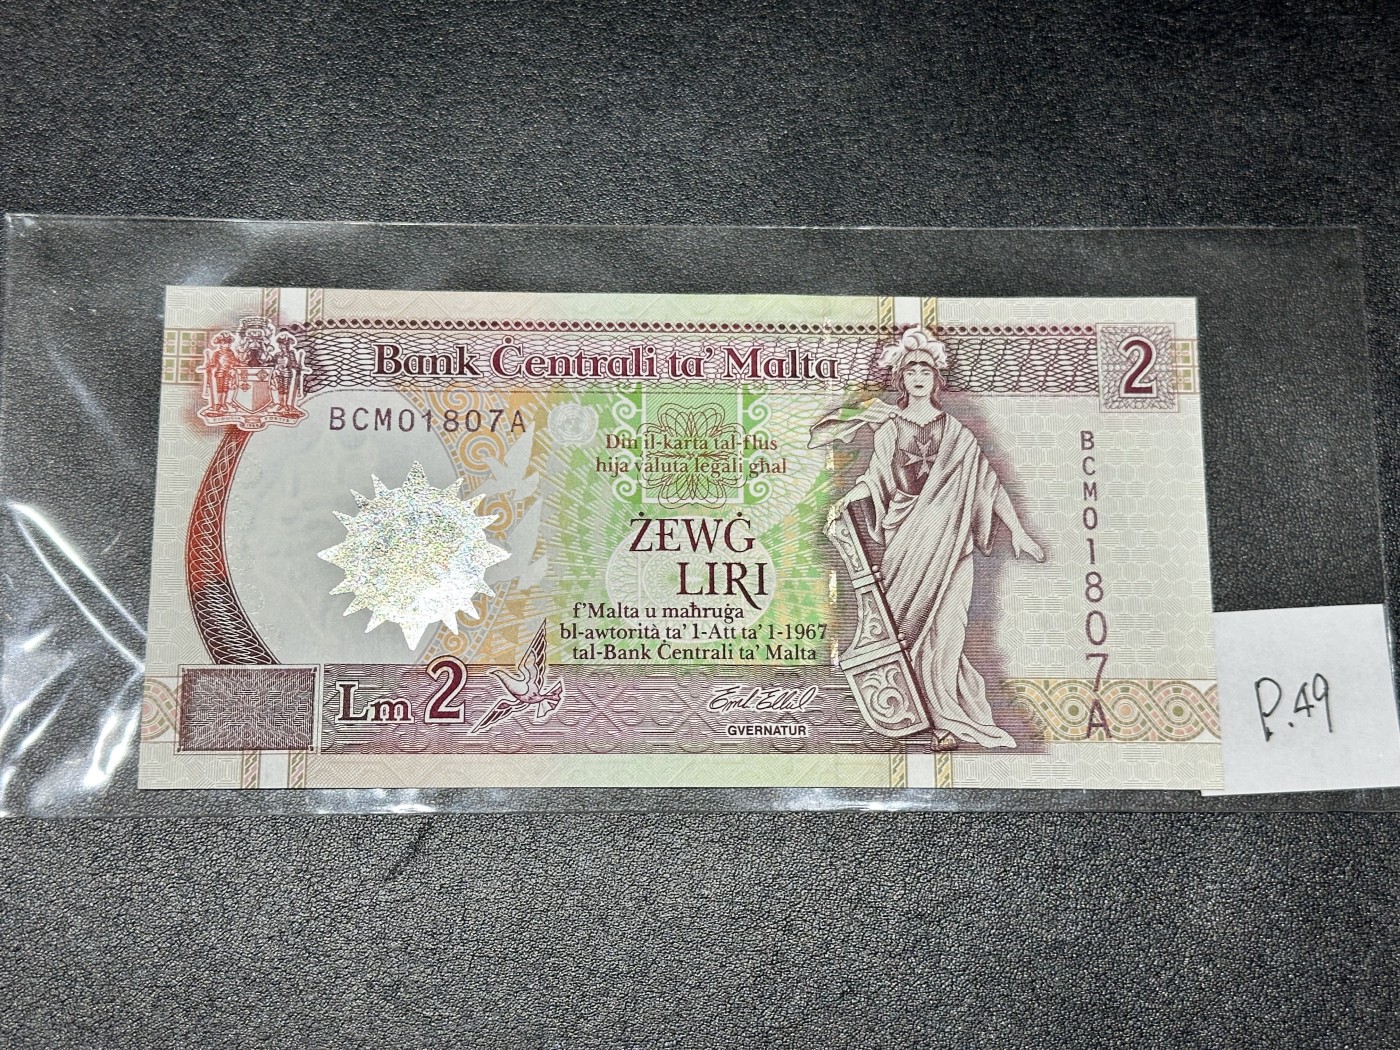 Bank Ċentrali ta' Malta
2
BCM01807A
Din il-karta tal-flus
hija valuta legali għal
ŻEWĠ
LIRI
f'Malta u maħruġa
bl-awtorità ta' l-Att ta' l-1967
tal-Bank Ċentrali ta' Malta
Lm 2
GVERNATUR
BCM01807A
P.49